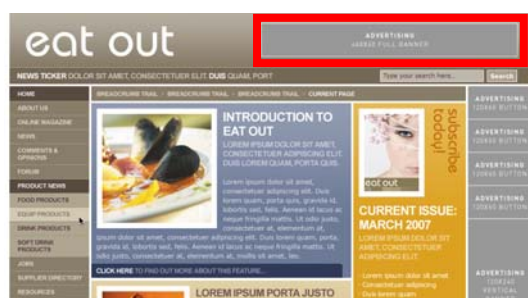 eat out
ADVERTISING
468X60 FULL BANNER
NEWS TICKER DOLOR SIT AMET, CONSECTETUER ELIT. DUIS QUAM, PORT
Type your search here...
Search
HOME
ABOUT US
ONLINE MAGAZINE
NEWS
COMMENTS &
OPINIONS
FORUM
PRODUCT NEWS
FOOD PRODUCTS
EQUIP PRODUCTS
DRINK PRODUCTS
SOFT DRINK
PRODUCTS
JOBS
SUPPLIER DIRECTORY
RESOURCES
BREADCRUMB TRAIL
BREADCRUMB TRAIL
BREADCRUMB TRAIL
CURRENT PAGE
INTRODUCTION TO
EAT OUT
LOREM IPSUM DOLOR SIT AMET,
CONSECTETUER ADIPISCING ELIT.
DUIS LOREM QUAM, PORTA QUIS.
Lorem ipsum dolor sit amet,
consectetuer adipiscing elit. Duis
lorem quam, porta quis, gravida id,
lobortis sed, felis. Aenean id lacus ac
neque fringilla mattis. Ut odio justo,
consectetuer at, elementum
ipsum dolor sit amet, consectetuer adipiscing elit. Duis lorem quam, porta,
gravida id, lobortis sed, felis. Aenean id lacus ac neque fringilla mattis. Ut odio
justo, consectetuer at, elementum in, mollis sit amet, leo.
CLICK HERE TO FIND OUT MORE ABOUT THIS FEATURE...
LOREM IPSUM PORTA JUSTO
subscribe
today!
eat out
CURRENT ISSUE:
MARCH 2007
LOREM IPSUM DOLOR SIT
AMET, CONSECTETUER
ADIPISCING ELIT.
Lorem ipsum dolor sit amet
Consectetuer adipiscing
Duis lorem quam
ADVERTISING
120X60 BUTTON
ADVERTISING
120X60 BUTTON
ADVERTISING
120X60 BUTTON
ADVERTISING
120X60 BUTTON
ADVERTISING
120X240
VERTICAL